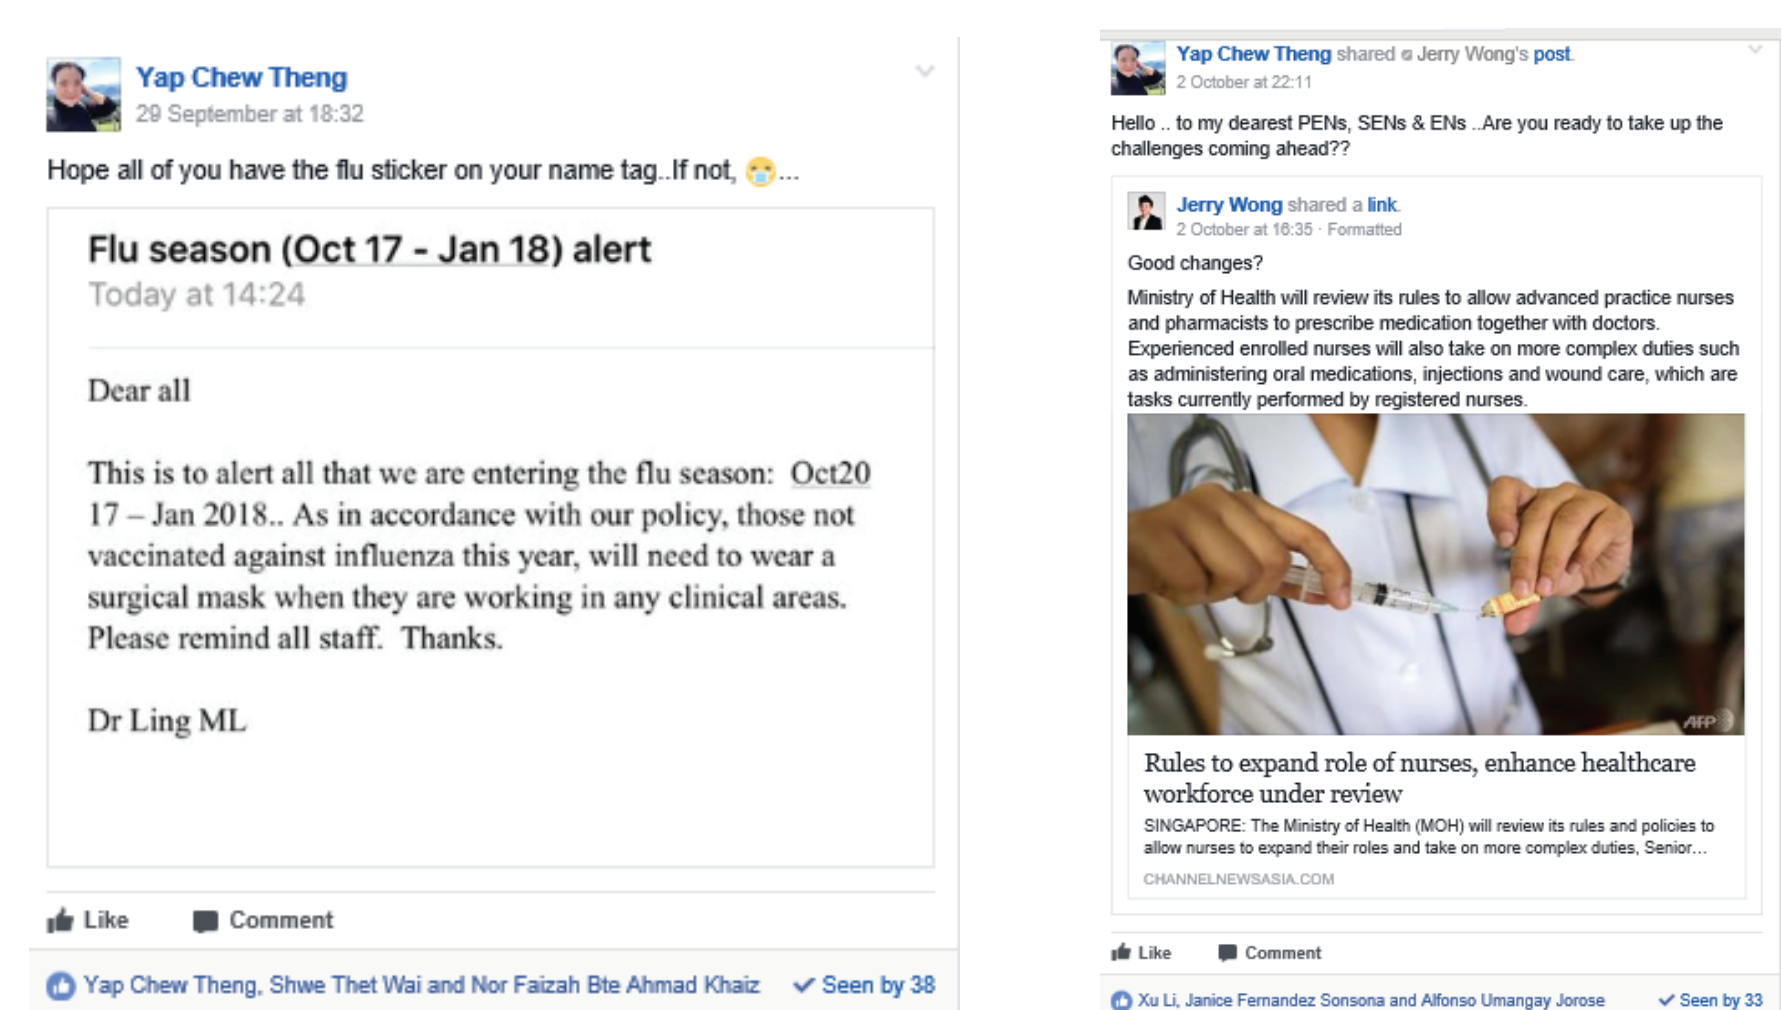 Yap Chew Theng
29 September at 18:32
Hope all of you have the flu sticker on your name tag..If not, 😷...
Flu season (Oct 17 - Jan 18) alert
Today at 14:24
Dear all
This is to alert all that we are entering the flu season:  Oct20
17 – Jan 2018.. As in accordance with our policy, those not
vaccinated against influenza this year, will need to wear a
surgical mask when they are working in any clinical areas.
Please remind all staff.  Thanks.
Dr Ling ML
Like Comment
Yap Chew Theng, Shwe Thet Wai and Nor Faizah Bte Ahmad Khaiz ✓ Seen by 38
Yap Chew Theng shared a Jerry Wong's post.
2 October at 22:11
Hello .. to my dearest PENs, SENs & ENs ..Are you ready to take up the
challenges coming ahead??
Jerry Wong shared a link.
2 October at 16:35 · Formatted
Good changes?
Ministry of Health will review its rules to allow advanced practice nurses
and pharmacists to prescribe medication together with doctors.
Experienced enrolled nurses will also take on more complex duties such
as administering oral medications, injections and wound care, which are
tasks currently performed by registered nurses.
AFP
Rules to expand role of nurses, enhance healthcare
workforce under review
SINGAPORE: The Ministry of Health (MOH) will review its rules and policies to
allow nurses to expand their roles and take on more complex duties, Senior...
CHANNELNEWSASIA.COM
Like Comment
Xu Li, Janice Fernandez Sonsona and Alfonso Umangay Jorose ✓ Seen by 33